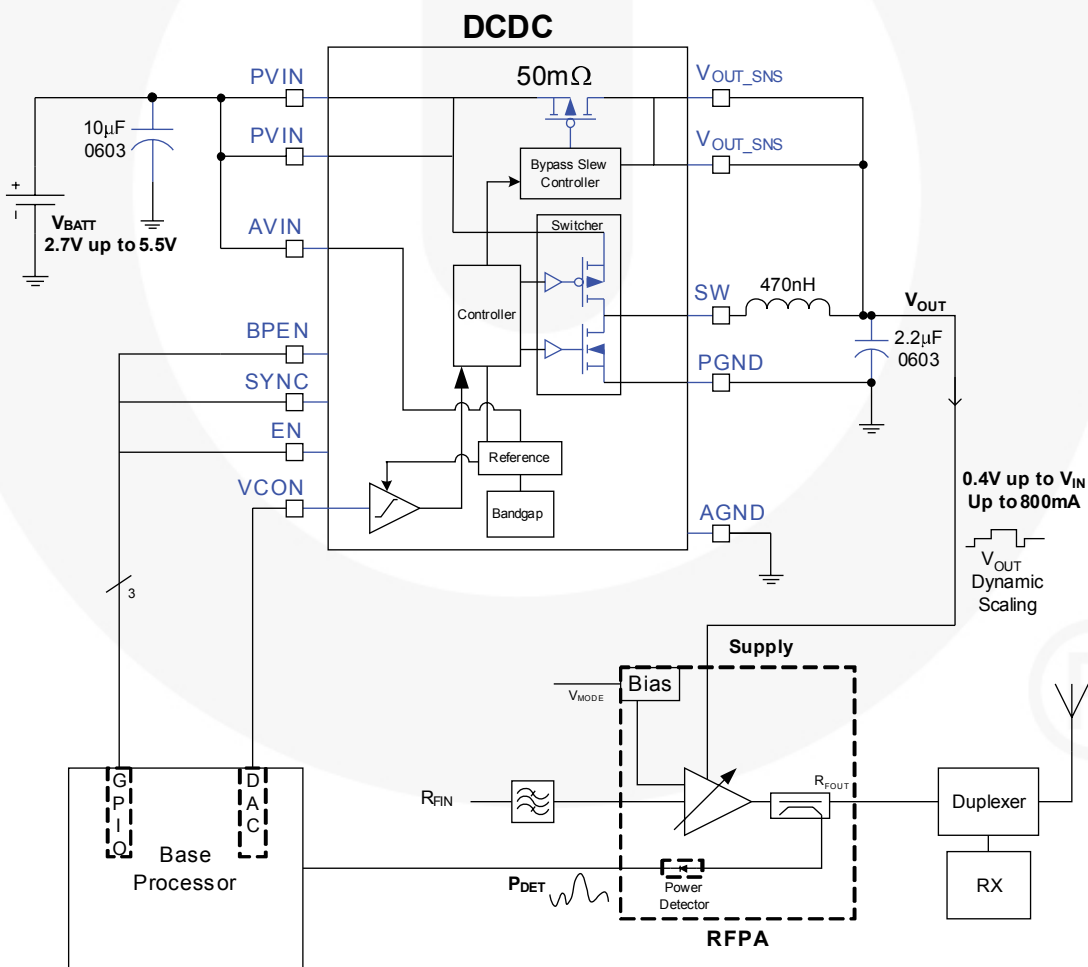 DCDC
PVIN
50mΩ
VOUT_SNS
10µF
0603
PVIN
VOUT_SNS
Bypass Slew
Controller
+
–
VBATT
2.7V up to 5.5V
AVIN
Switcher
Controller
SW
470nH
VOUT
BPEN
2.2µF
0603
PGND
SYNC
EN
Reference
VCON
Bandgap
AGND
0.4V up to VIN
Up to 800mA
VOUT
Dynamic
Scaling
3
Supply
Bias
VMODE
GPIO
DAC
RFIN
RFOUT
Duplexer
Base
Processor
PDET
Power
Detector
RX
RFPA